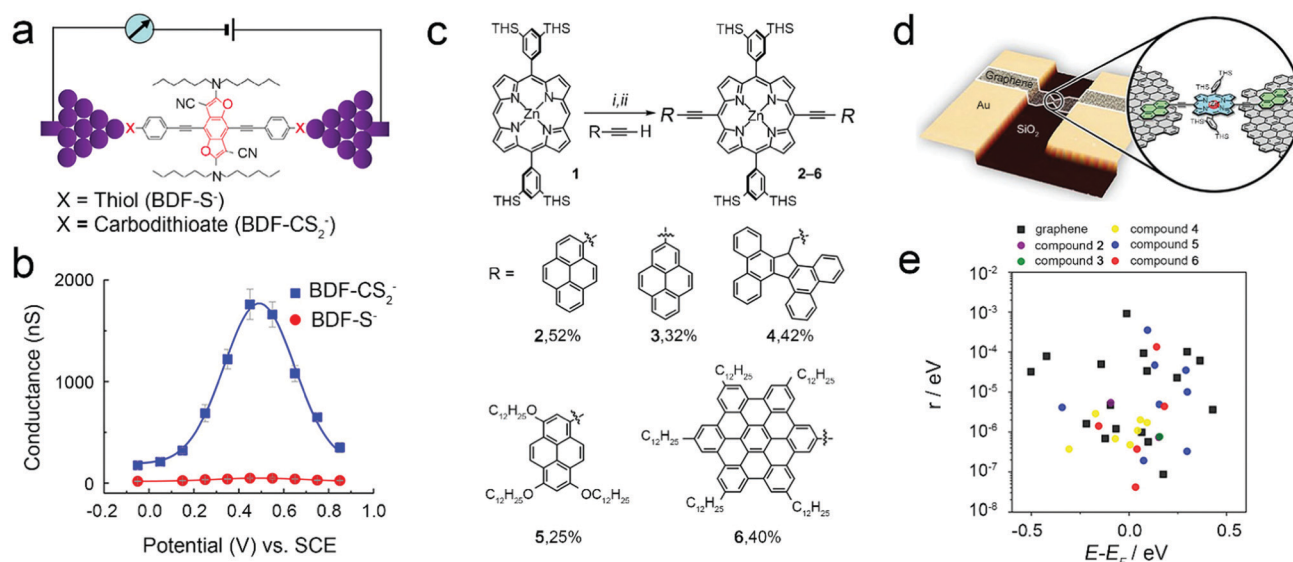 a
X
NC
N
O
O
CN
N
X
X = Thiol (BDF-S⁻)
X = Carbodithioate (BDF-CS₂⁻)
b
2000
1000
0
Conductance (nS)
BDF-CS₂⁻
BDF-S⁻
-0.2 0.0 0.2 0.4 0.6 0.8 1.0
Potential (V) vs. SCE
c
THS THS
N N
Zn
N N
THS THS
1
i,ii
R H
THS THS
R N N R
Zn
N N
THS THS
2–6
R =
2,52%
3,32%
4,42%
C₁₂H₂₅O
C₁₂H₂₅O OC₁₂H₂₅
5,25%
C₁₂H₂₅ C₁₂H₂₅
C₁₂H₂₅
C₁₂H₂₅ C₁₂H₂₅
6,40%
d
Graphene
Au
SiO₂
THS
THS
THS
THS
graphene
compound 2
compound 3
compound 4
compound 5
compound 6
e
10⁻²
10⁻³
10⁻⁴
10⁻⁵
10⁻⁶
10⁻⁷
10⁻⁸
r / eV
-0.5 0.0 0.5
E-E_F / eV